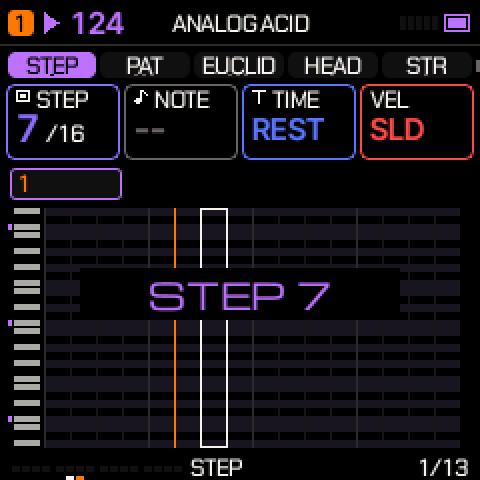 1 124 ANALOG ACID
STEP PAT EUCLID HEAD STR
STEP NOTE TIME VEL
7 /16 -- REST SLD
1
STEP 7
STEP 1/13